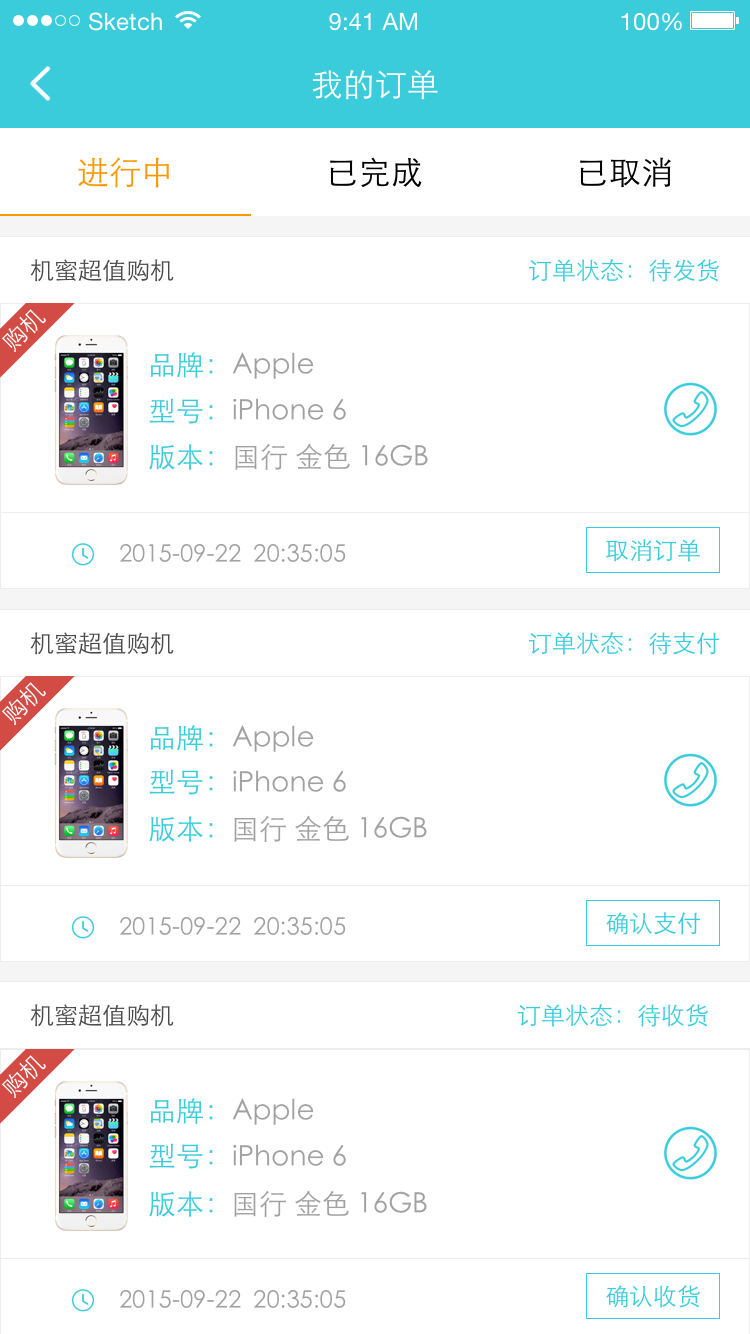 Sketch 9:41 AM 100%
我的订单
进行中 已完成 已取消
机蜜超值购机 订单状态：待发货
购机
品牌：Apple
型号：iPhone 6
版本：国行 金色 16GB
2015-09-22 20:35:05 取消订单
机蜜超值购机 订单状态：待支付
购机
品牌：Apple
型号：iPhone 6
版本：国行 金色 16GB
2015-09-22 20:35:05 确认支付
机蜜超值购机 订单状态：待收货
购机
品牌：Apple
型号：iPhone 6
版本：国行 金色 16GB
2015-09-22 20:35:05 确认收货